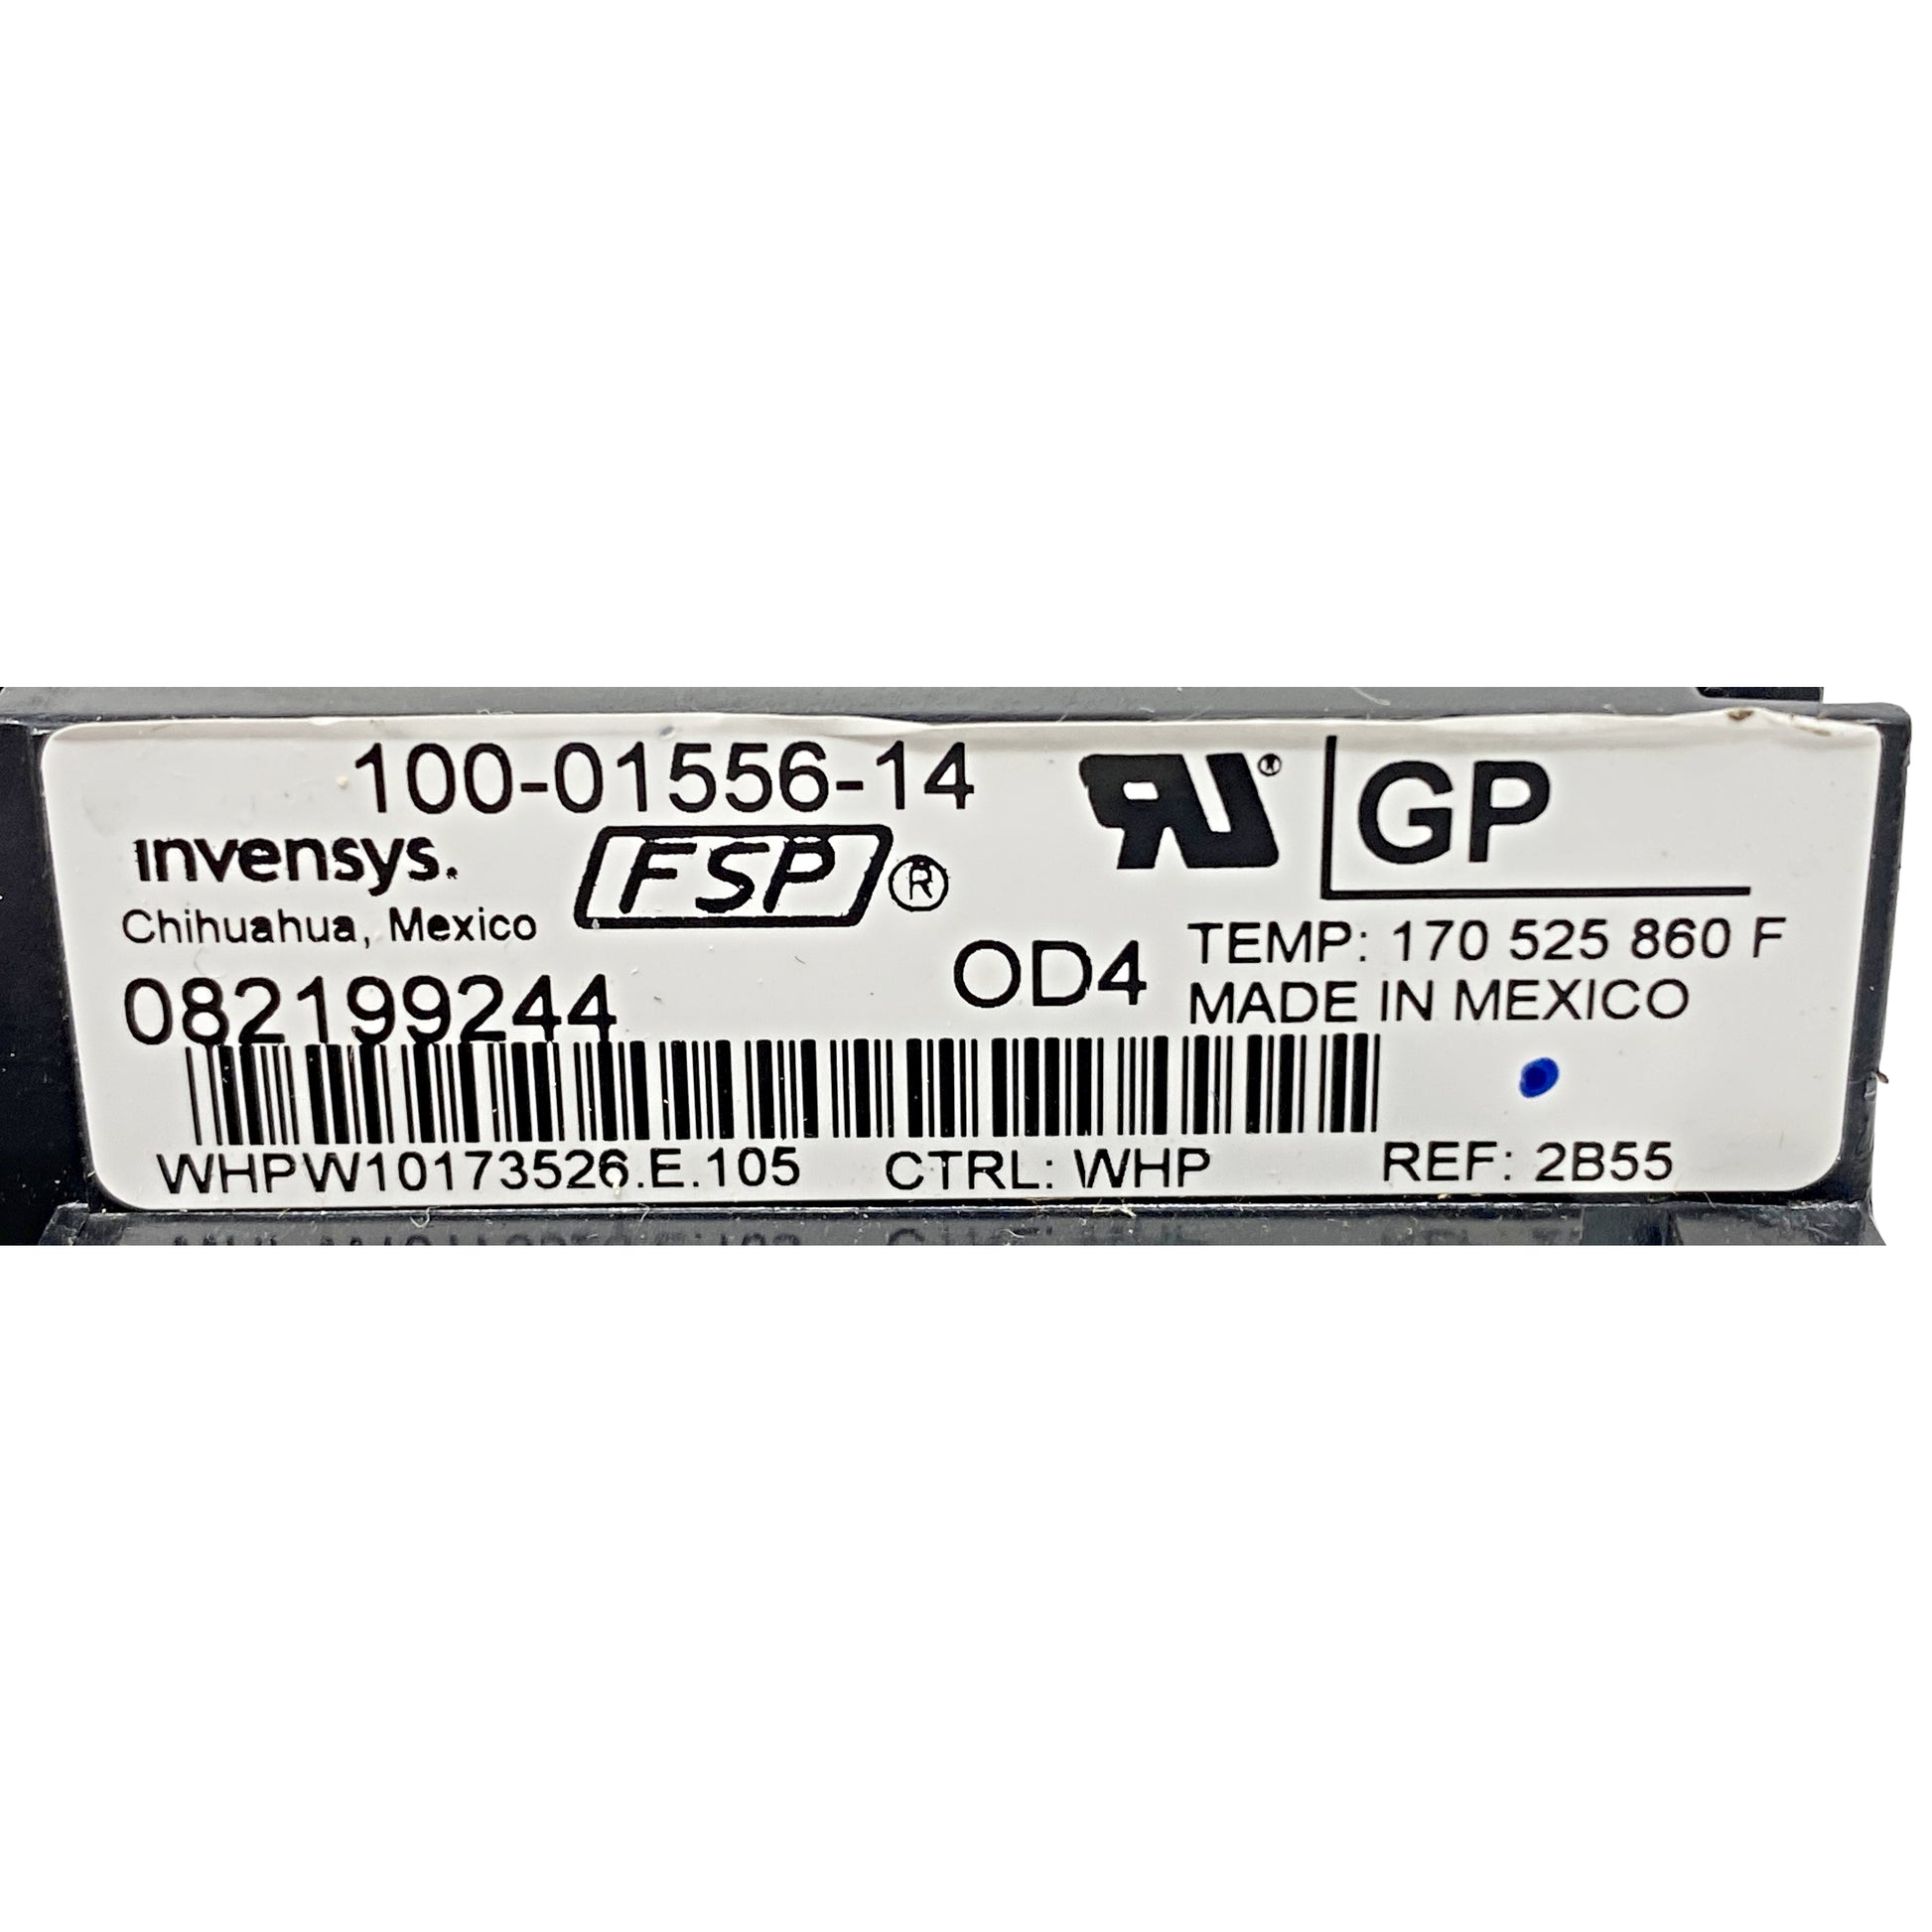 100-01556-14
invensys.
FSP®
Chihuahua, Mexico
082199244
OD4
RU®
GP
TEMP: 170 525 860 F
MADE IN MEXICO
WHPW10173526.E.105 CTRL: WHP REF: 2B55